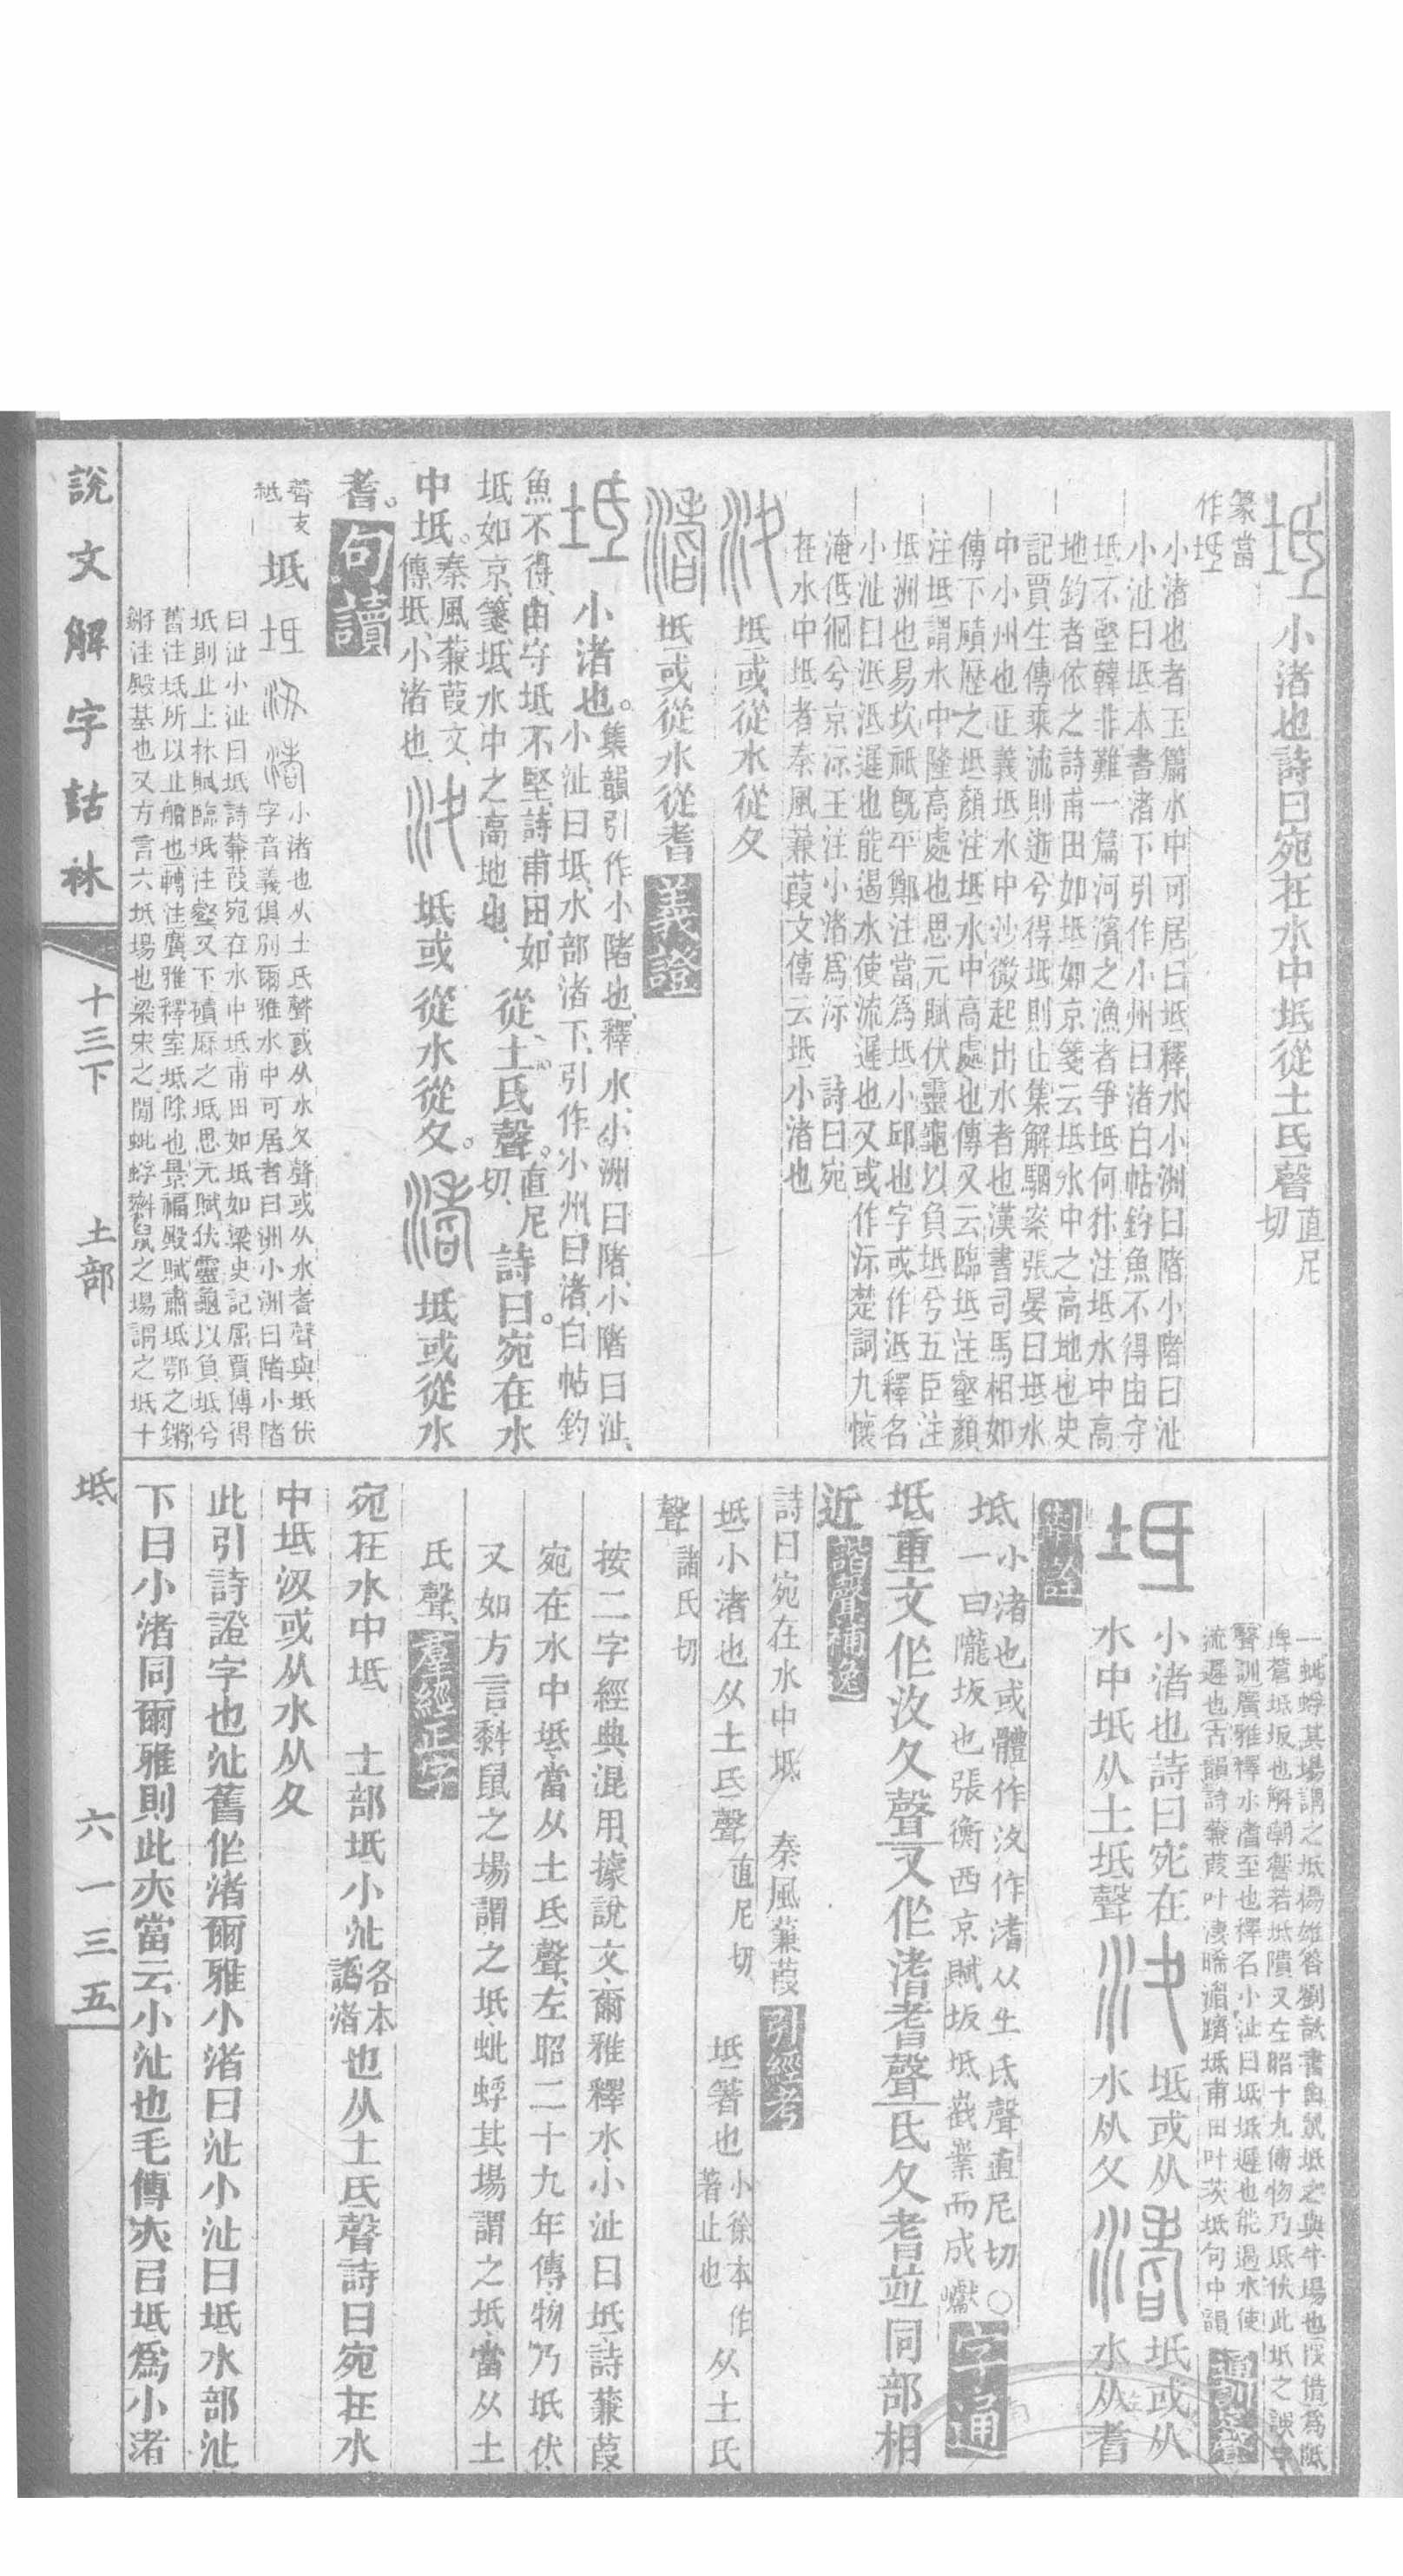 小渚也詩曰宛在水中坻從土氐聲直尼切
篆當作坻
小渚也者玉篇水中可居曰坻釋水小洲曰陼小陼曰沚
小沚曰坻本書渚下引作小州曰渚白帖釣魚不得由守
坻不堅韓非難一篇河濱之漁者爭坻何犿注坻水中高
地釣者依之詩甫田如坻如京箋云坻水中之高地也史
記賈生傳乘流則逝兮得坻則止集解駰案張晏曰坻水
中小州也正義坻水中沙微起出水者也漢書司馬相如
傳下磧歷之坻顏注坻水中高處也傳又云臨坻注壑顏
注坻謂水中隆高處也思元賦伏靈龜以負坻兮五臣注
坻洲也易坎祇既平鄭注當爲坻小邱也字或作泜釋名
小沚曰泜泜遲也能遏水使流遲也又或作沶楚詞九懷
淹低徊兮京沶王注小渚爲沶 詩曰宛
在水中坻者秦風蒹葭文傳云坻小渚也
坻或從水從夂
坻或從水從耆 義證
小渚也。集韻引作小陼也、釋水、小洲曰陼、小陼曰沚、
小沚曰坻、水部渚下、引作小州曰渚、白帖釣
魚不得、由守坻不堅、詩甫田、如
坻如京、箋、坻水中之高地也、從土。氐聲。直尼切、詩曰。宛在水
中坻。秦風蒹葭文、傳、坻、小渚也、 坻或從水從夂。 坻或從水
耆。句讀
坻 小渚也从土氐聲或从水夂聲或从水耆聲與坻伏
字音義俱別爾雅水中可居者曰洲小洲曰陼小陼
曰沚小沚曰坻詩蒹葭宛在水中坻甫田如坻如梁史記屈賈傳得
坻則止上林賦臨坻注壑又下磧厤之坻思元賦伏靈龜以負坻兮
舊注坻所以止船也轉注廣雅釋室坻除也景福殿賦肅坻鄂之鏘
鏘注殿基也又方言六坻場也梁宋之閒蚍蜉犁鼠之場謂之坻十
一蚍蜉其場謂之坻楊雄答劉歆書由鼠坻之與牛場也叚借爲阺
埤蒼坻坂也解嘲響若坻隤又左昭十九傳物乃坻伏此坻之誤字
聲訓廣雅釋水渚至也釋名小沚曰坻坻遲也能遏水使
流遲也古韻詩蒹葭叶淒晞湄躋坻甫田叶茨坻句中韻 通訓定聲
小渚也詩曰宛在
水中坻从土坻聲 坻或从水从夂 坻或从水从耆
斠詮
坻小渚也或體作汥作渚从土氐聲直尼切〇
一曰隴坂也張衡西京賦坂坻嶻業而成巘 字通
坻重文作汥夂聲又作渚耆聲氐夂耆竝同部相
近 諧聲補逸
詩曰宛在水中坻 秦風蒹葭 引經考
坻小渚也从土氐聲直尼切 坻箸也小徐本作著止也从土氏
聲諸氏切
按二字經典混用、據說文、爾雅釋水、小沚曰坻、詩蒹葭、
宛在水中坻、當从土氐聲、左昭二十九年傳、物乃坻伏、
又如方言、黎鼠之場謂之坻、蚍蜉其場謂之坻、當从土
氏聲、羣經正字
宛在水中坻 土部坻小沚各本譌渚也从土氐聲詩曰宛在水
中坻汥或从水从夂
此引詩證字也沚舊作渚爾雅小渚曰沚小沚曰坻水部沚
下曰小渚同爾雅則此亦當云小沚也毛傳亦曰坻爲小渚
說文解字詁林 十三下 土部 坻 六一三五